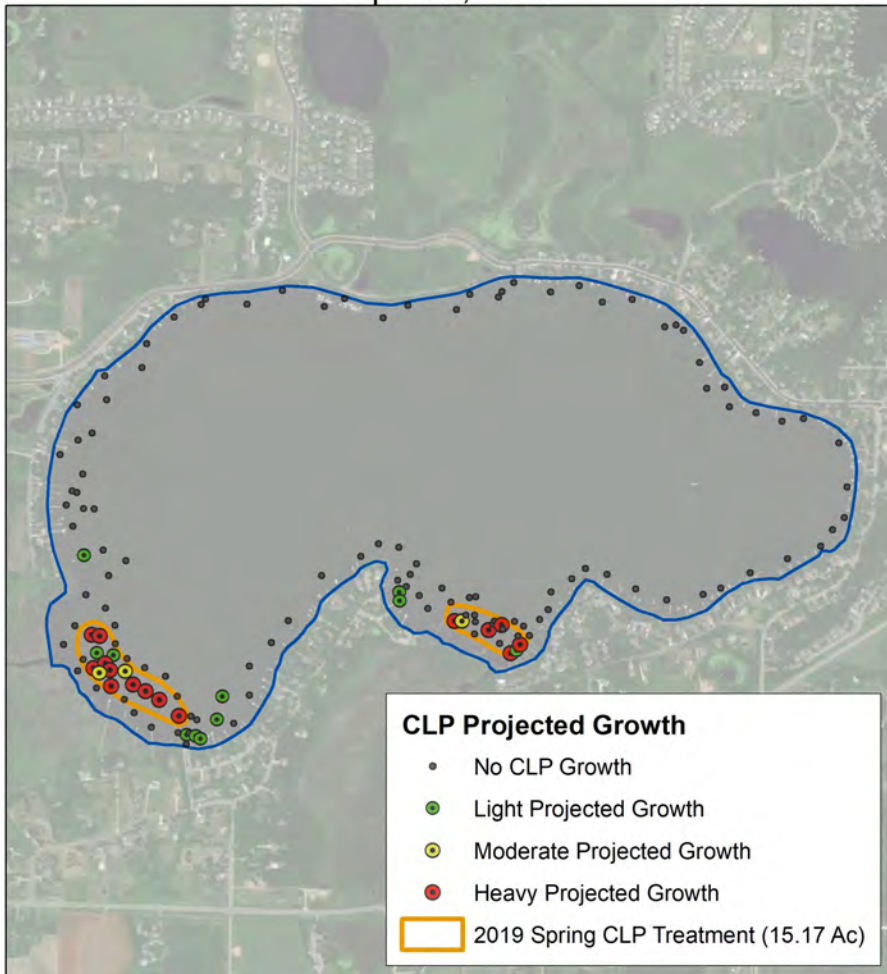 CLP Projected Growth
No CLP Growth
Light Projected Growth
Moderate Projected Growth
Heavy Projected Growth
2019 Spring CLP Treatment (15.17 Ac)